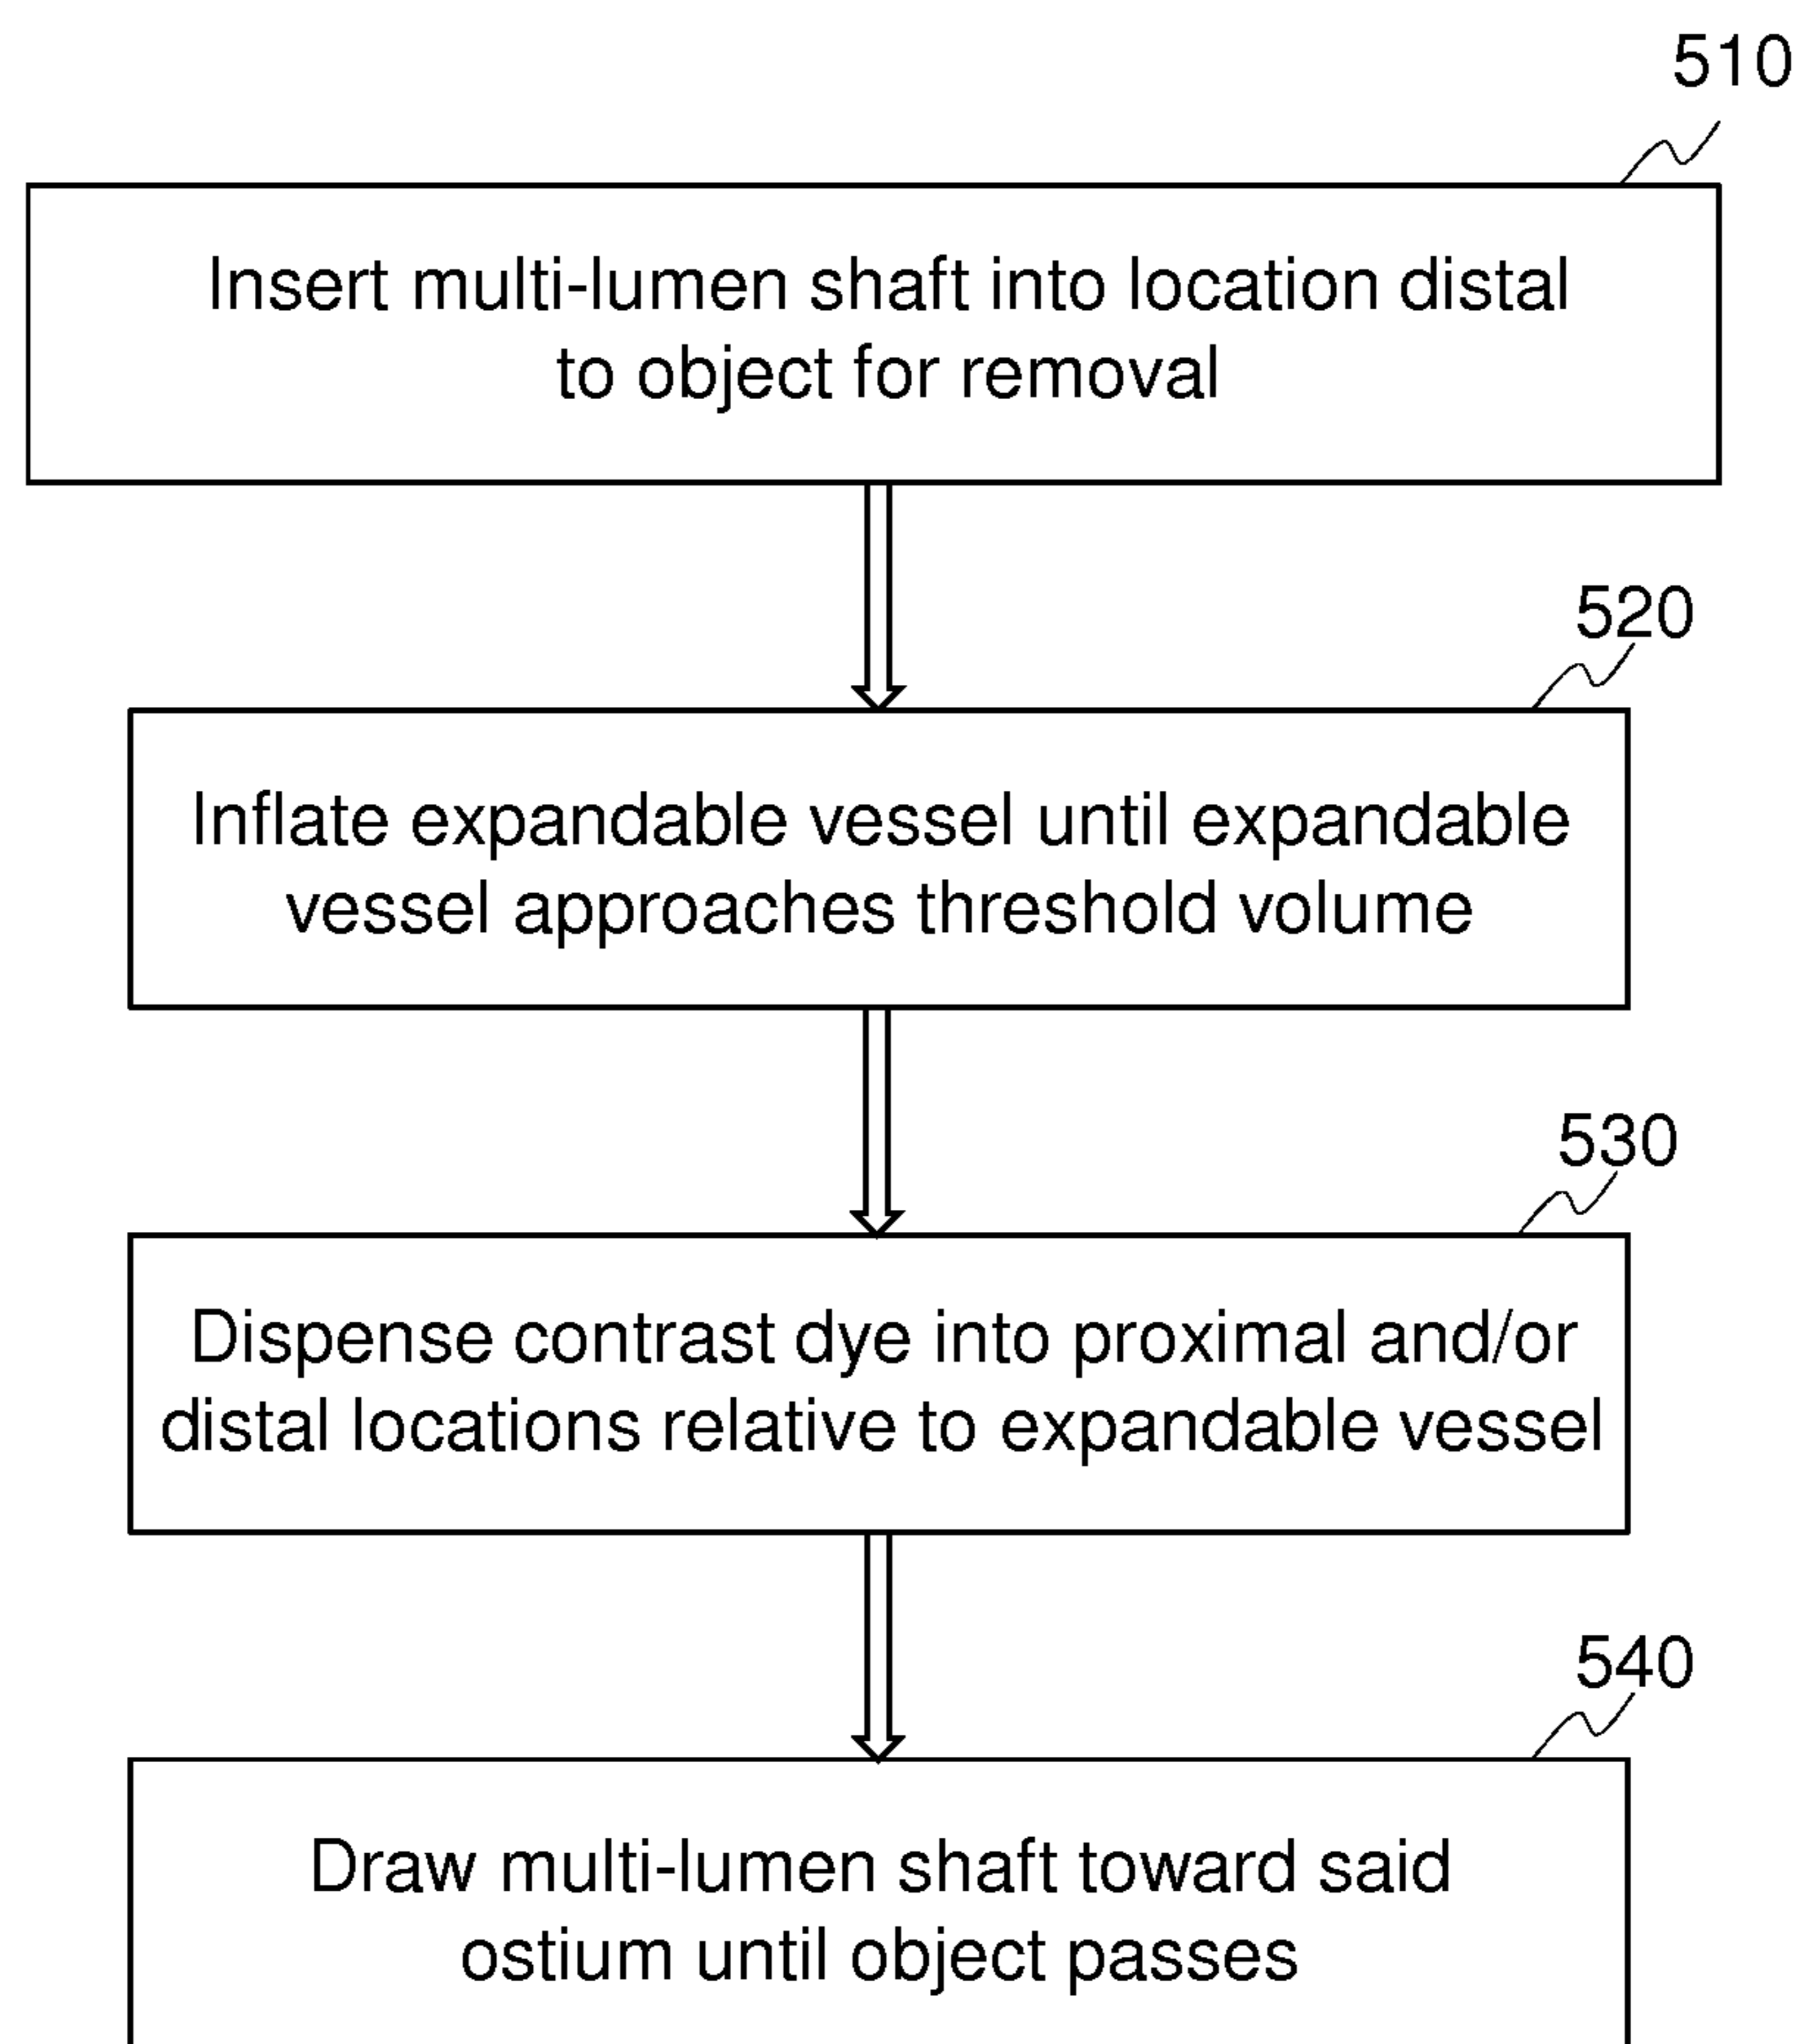 510
Insert multi-lumen shaft into location distal
to object for removal
520
Inflate expandable vessel until expandable
vessel approaches threshold volume
530
Dispense contrast dye into proximal and/or
distal locations relative to expandable vessel
540
Draw multi-lumen shaft toward said
ostium until object passes